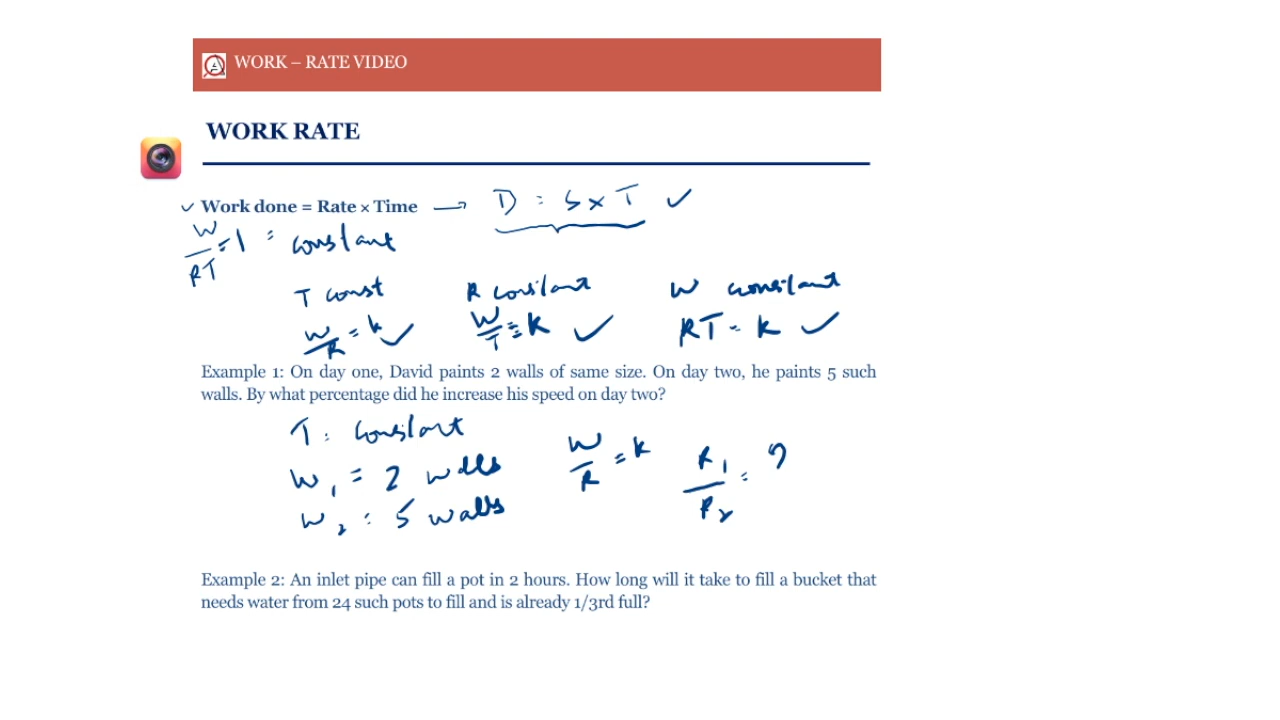 WORK – RATE VIDEO
WORK RATE
✓ Work done = Rate × Time → D = S × T ✓
W/RT = 1 = constant
T const R constant W constant
W/R = k ✓ W/T = k ✓ RT = k ✓
Example 1: On day one, David paints 2 walls of same size. On day two, he paints 5 such
walls. By what percentage did he increase his speed on day two?
T: constant
W/R = k R₁/R₂ = ?
W₁ = 2 walls
W₂ : 5 walls
Example 2: An inlet pipe can fill a pot in 2 hours. How long will it take to fill a bucket that
needs water from 24 such pots to fill and is already 1/3rd full?